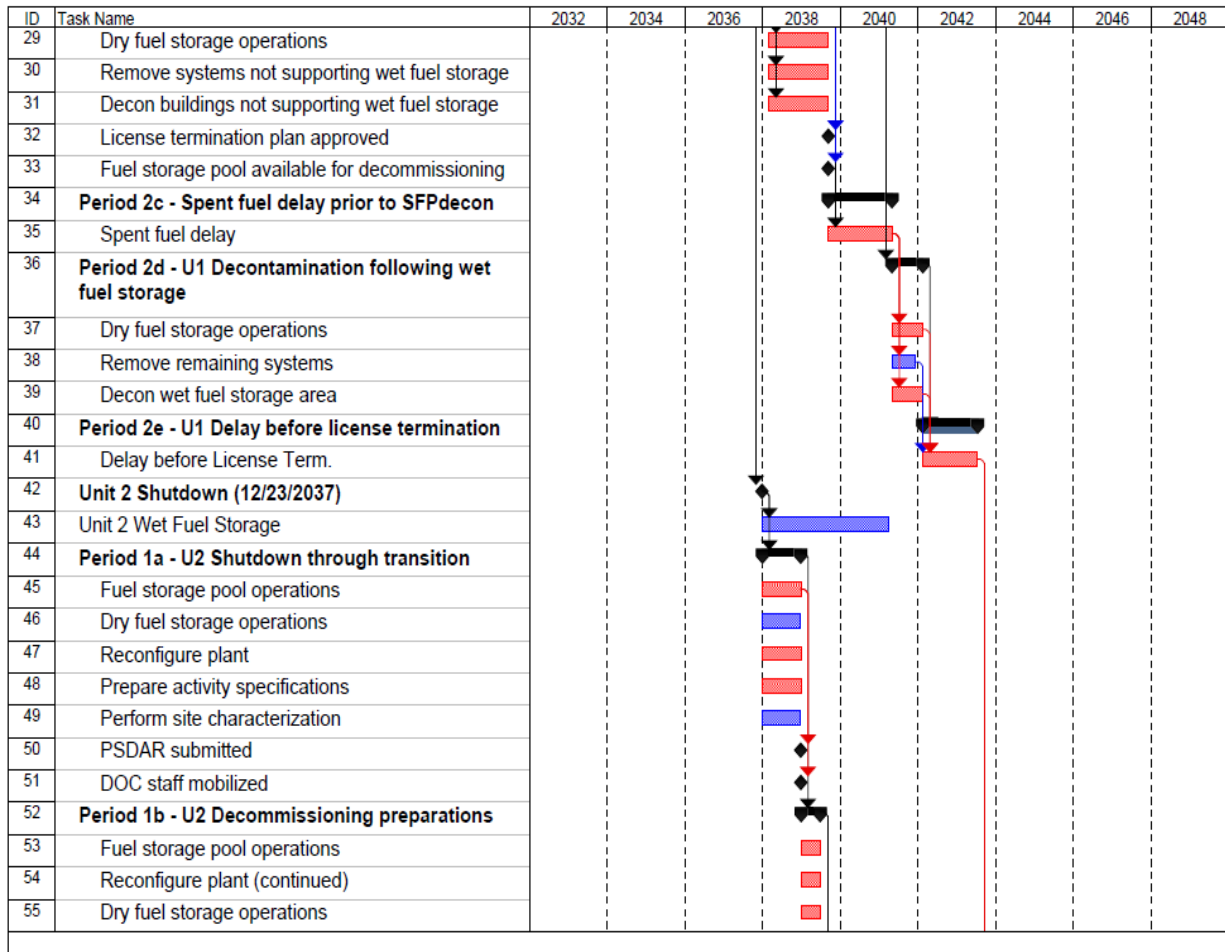 ID Task Name 2032 2034 2036 2038 2040 2042 2044 2046 2048
29 Dry fuel storage operations
30 Remove systems not supporting wet fuel storage
31 Decon buildings not supporting wet fuel storage
32 License termination plan approved
33 Fuel storage pool available for decommissioning
34 Period 2c - Spent fuel delay prior to SFPdecon
35 Spent fuel delay
36 Period 2d - U1 Decontamination following wet
fuel storage
37 Dry fuel storage operations
38 Remove remaining systems
39 Decon wet fuel storage area
40 Period 2e - U1 Delay before license termination
41 Delay before License Term.
42 Unit 2 Shutdown (12/23/2037)
43 Unit 2 Wet Fuel Storage
44 Period 1a - U2 Shutdown through transition
45 Fuel storage pool operations
46 Dry fuel storage operations
47 Reconfigure plant
48 Prepare activity specifications
49 Perform site characterization
50 PSDAR submitted
51 DOC staff mobilized
52 Period 1b - U2 Decommissioning preparations
53 Fuel storage pool operations
54 Reconfigure plant (continued)
55 Dry fuel storage operations